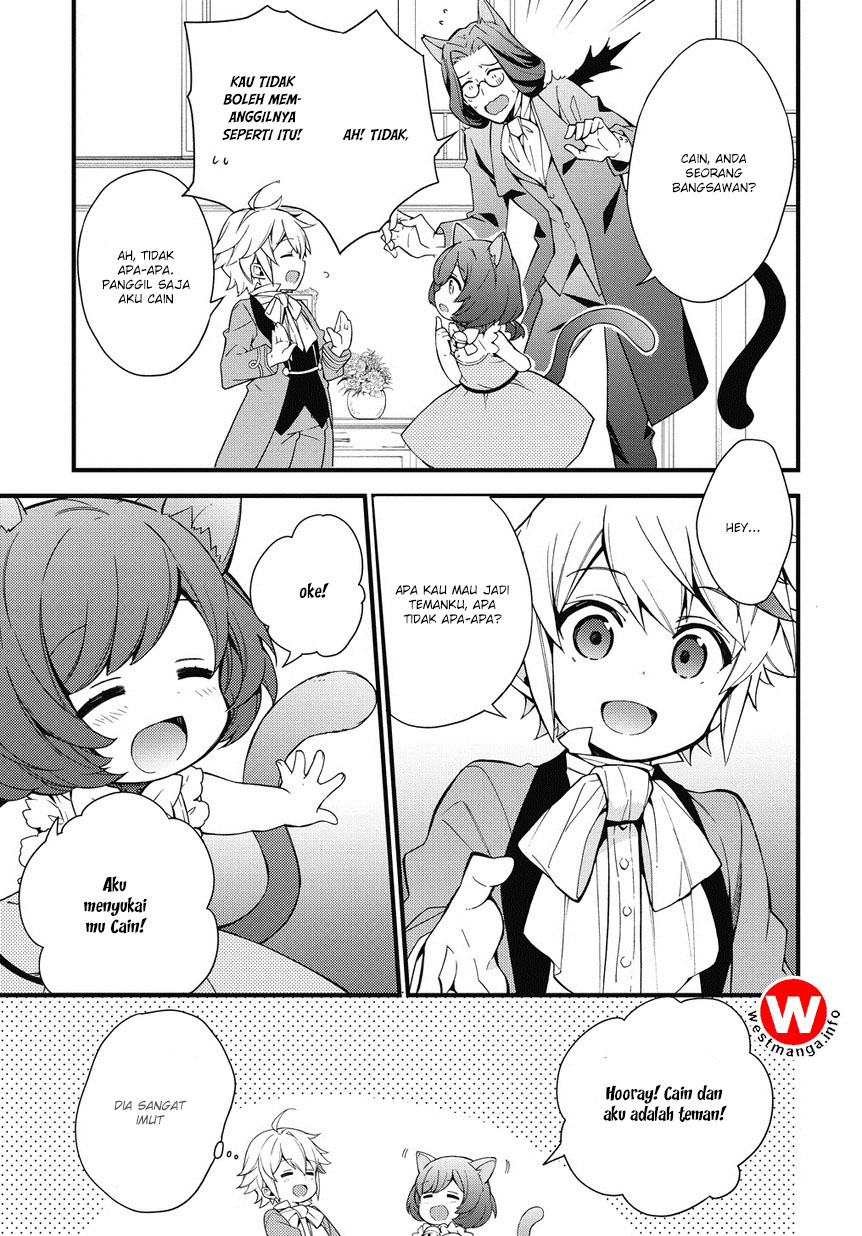 CAIN, ANDA
SEORANG
BANGSAWAN?
AH! TIDAK,
KAU TIDAK
BOLEH MEM-
ANGGILNYA
SEPERTI ITU!
AH, TIDAK
APA-APA.
PANGGIL SAJA
AKU CAIN
HEY...
APA KAU MAU JADI
TEMANKU, APA
TIDAK APA-APA?
oke!
Aku
menyukai
mu Cain!
W
westmanga.info
Hooray! Cain dan
aku adalah teman!
DIA SANGAT
IMUT